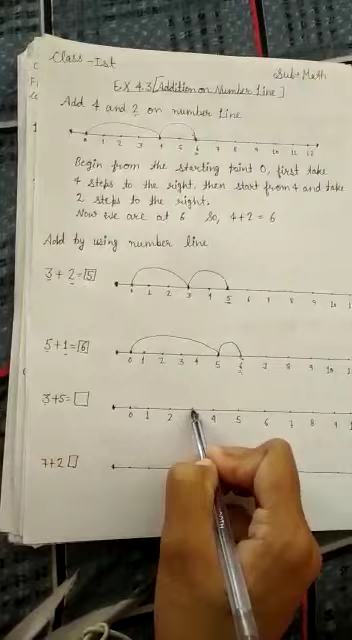 Class - Ist
Sub:- Math
EX 4.3 [Addition on Number Line]
Add 4 and 2 on number line
0 1 2 3 4 5 6 7 8 9 10 11 12
Begin from the starting point 0, first take
4 steps to the right, then start from 4 and take
2 steps to the right.
Now we are at 6 So, 4+2=6
Add by using number line
3+2=5
0 1 2 3 4 5 6 7 8 9 10
5+1=6
0 1 2 3 4 5 6 7 8 9 10
3+5=
0 1 2 4 5 6 7 8 9
7+2